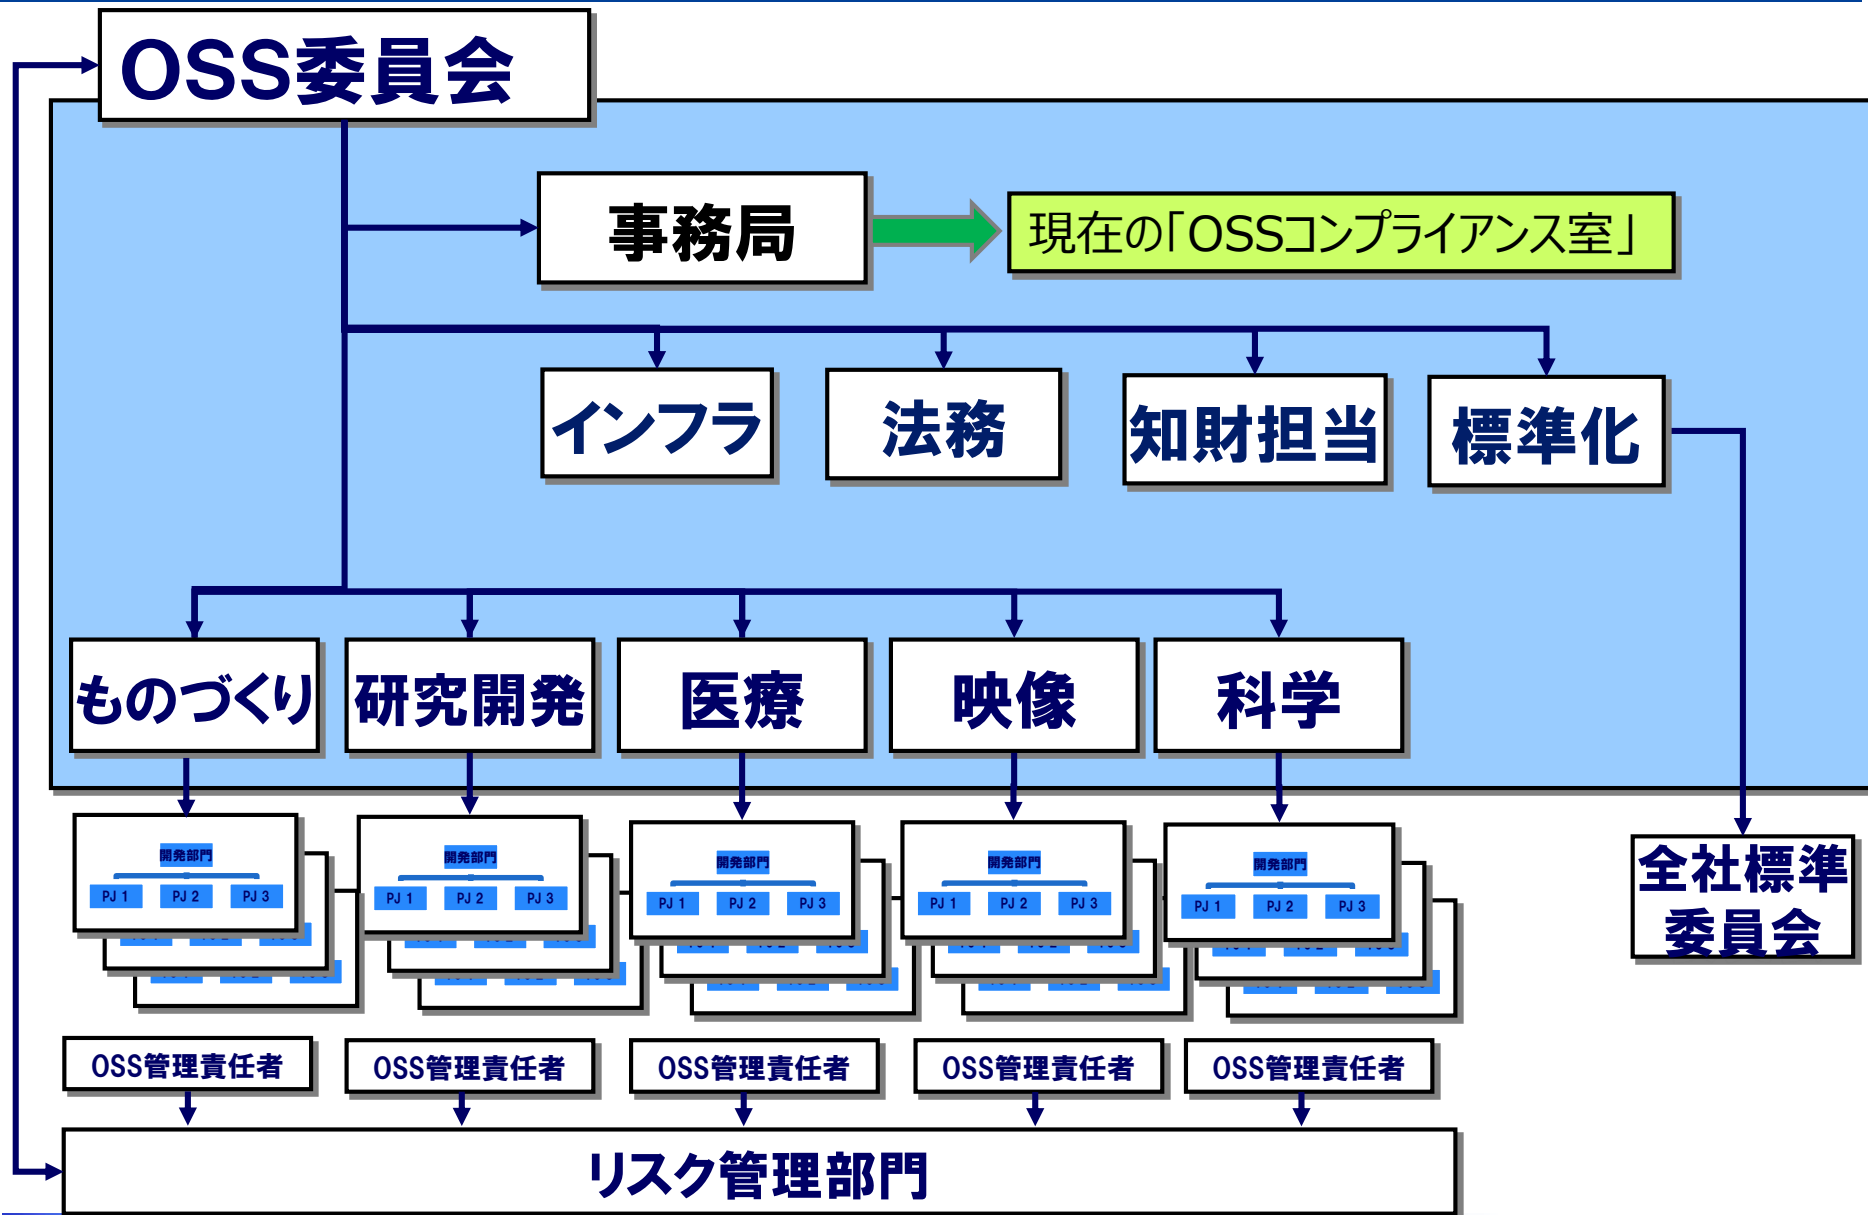 OSS委員会
事務局
現在の「OSSコンプライアンス室」
インフラ
法務
知財担当
標準化
ものづくり
研究開発
医療
映像
科学
開発部門
PJ 1
PJ 2
PJ 3
開発部門
PJ 1
PJ 2
PJ 3
開発部門
PJ 1
PJ 2
PJ 3
開発部門
PJ 1
PJ 2
PJ 3
開発部門
PJ 1
PJ 2
PJ 3
全社標準
委員会
OSS管理責任者
OSS管理責任者
OSS管理責任者
OSS管理責任者
OSS管理責任者
リスク管理部門